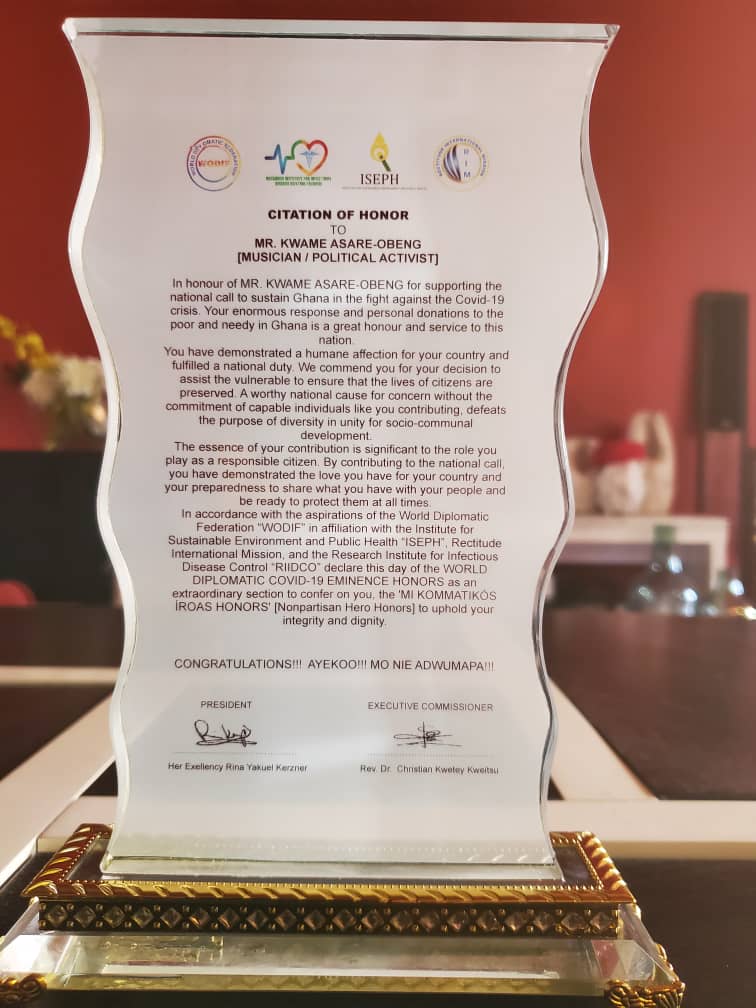 WORLD DIPLOMATIC FEDERATION
WODIF
ISEPH
RECTITUDE INTERNATIONAL MISSION
R I M
CITATION OF HONOR
TO
MR. KWAME ASARE-OBENG
[MUSICIAN / POLITICAL ACTIVIST]
In honour of MR. KWAME ASARE-OBENG for supporting the
national call to sustain Ghana in the fight against the Covid-19
crisis. Your enormous response and personal donations to the
poor and needy in Ghana is a great honour and service to this
nation.
You have demonstrated a humane affection for your country and
fulfilled a national duty. We commend you for your decision to
assist the vulnerable to ensure that the lives of citizens are
preserved. A worthy national cause for concern without the
commitment of capable individuals like you contributing, defeats
the purpose of diversity in unity for socio-communal
development.
The essence of your contribution is significant to the role you
play as a responsible citizen. By contributing to the national call,
you have demonstrated the love you have for your country and
your preparedness to share what you have with your people and
be ready to protect them at all times.
In accordance with the aspirations of the World Diplomatic
Federation “WODIF” in affiliation with the Institute for
Sustainable Environment and Public Health “ISEPH”, Rectitude
International Mission, and the Research Institute for Infectious
Disease Control “RIIDCO” declare this day of the WORLD
DIPLOMATIC COVID-19 EMINENCE HONORS as an
extraordinary section to confer on you, the 'MI KOMMATIKÓS
ÍROAS HONORS' [Nonpartisan Hero Honors] to uphold your
integrity and dignity.
CONGRATULATIONS!!! AYEKOO!!! MO NIE ADWUMAPA!!!
PRESIDENT
EXECUTIVE COMMISSIONER
Her Exellency Rina Yakuel Kerzner
Rev. Dr. Christian Kwetey Kweitsu